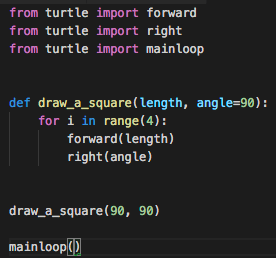 from turtle import forward
from turtle import right
from turtle import mainloop
def draw_a_square(length, angle=90):
    for i in range(4):
        forward(length)
        right(angle)
draw_a_square(90, 90)
mainloop()